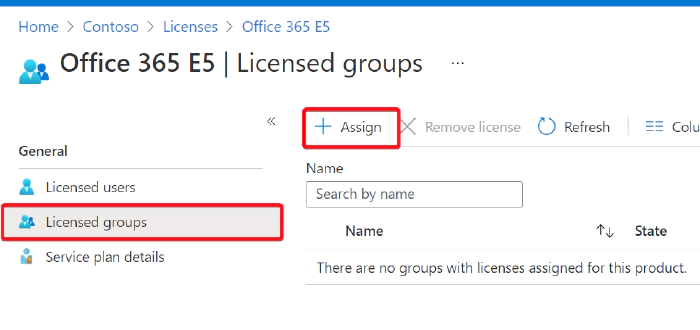 Home > Contoso > Licenses > Office 365 E5
Office 365 E5 | Licensed groups ...
«
+ Assign × Remove license Refresh Colu
General
Name
Licensed users
Search by name
Licensed groups
Name ↑↓ State
Service plan details
There are no groups with licenses assigned for this product.